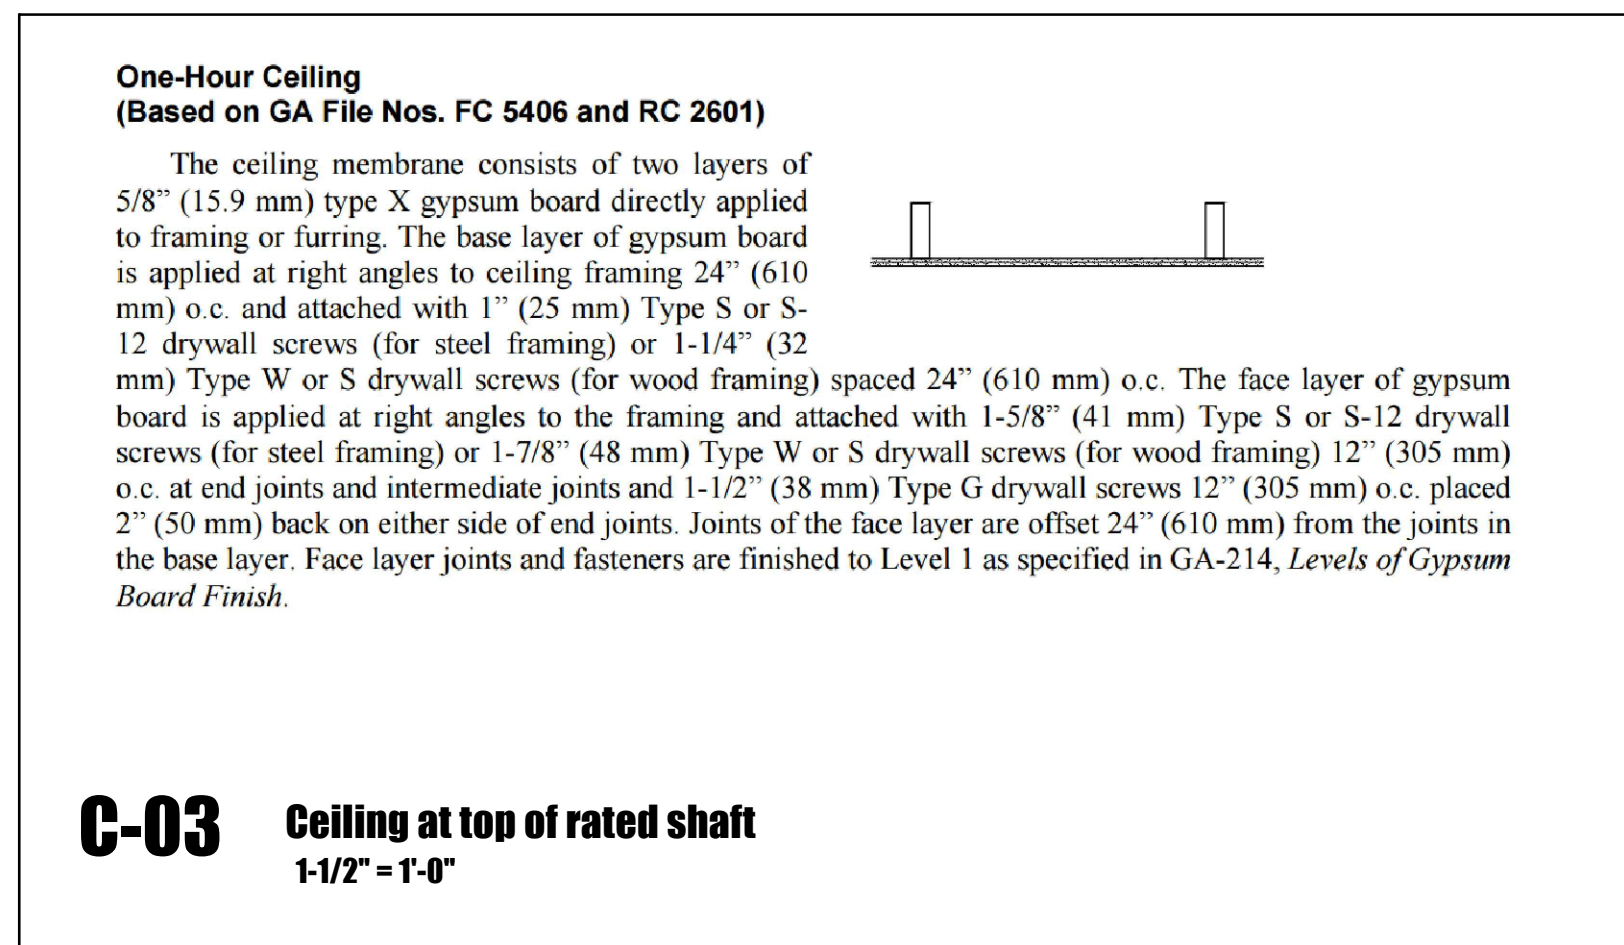 One-Hour Ceiling
(Based on GA File Nos. FC 5406 and RC 2601)
The ceiling membrane consists of two layers of
5/8” (15.9 mm) type X gypsum board directly applied
to framing or furring. The base layer of gypsum board
is applied at right angles to ceiling framing 24” (610
mm) o.c. and attached with 1” (25 mm) Type S or S-
12 drywall screws (for steel framing) or 1-1/4” (32
mm) Type W or S drywall screws (for wood framing) spaced 24” (610 mm) o.c. The face layer of gypsum
board is applied at right angles to the framing and attached with 1-5/8” (41 mm) Type S or S-12 drywall
screws (for steel framing) or 1-7/8” (48 mm) Type W or S drywall screws (for wood framing) 12” (305 mm)
o.c. at end joints and intermediate joints and 1-1/2” (38 mm) Type G drywall screws 12” (305 mm) o.c. placed
2” (50 mm) back on either side of end joints. Joints of the face layer are offset 24” (610 mm) from the joints in
the base layer. Face layer joints and fasteners are finished to Level 1 as specified in GA-214, Levels of Gypsum
Board Finish.
C-03
Ceiling at top of rated shaft
1-1/2" = 1'-0"